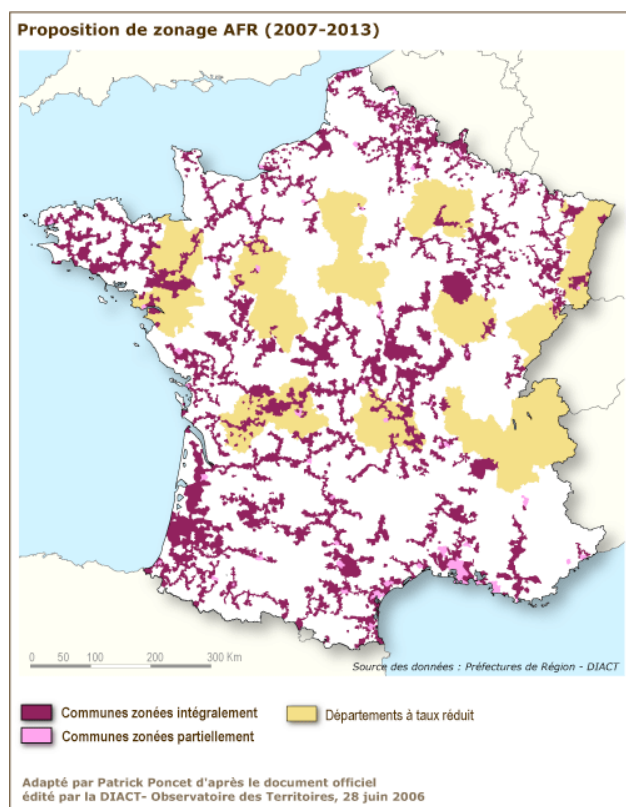 Proposition de zonage AFR (2007-2013)
0 50 100 200 300 Km
Source des données : Préfectures de Région - DIACT
Communes zonées intégralement
Départements à taux réduit
Communes zonées partiellement
Adapté par Patrick Poncet d'après le document officiel
édité par la DIACT- Observatoire des Territoires, 28 juin 2006